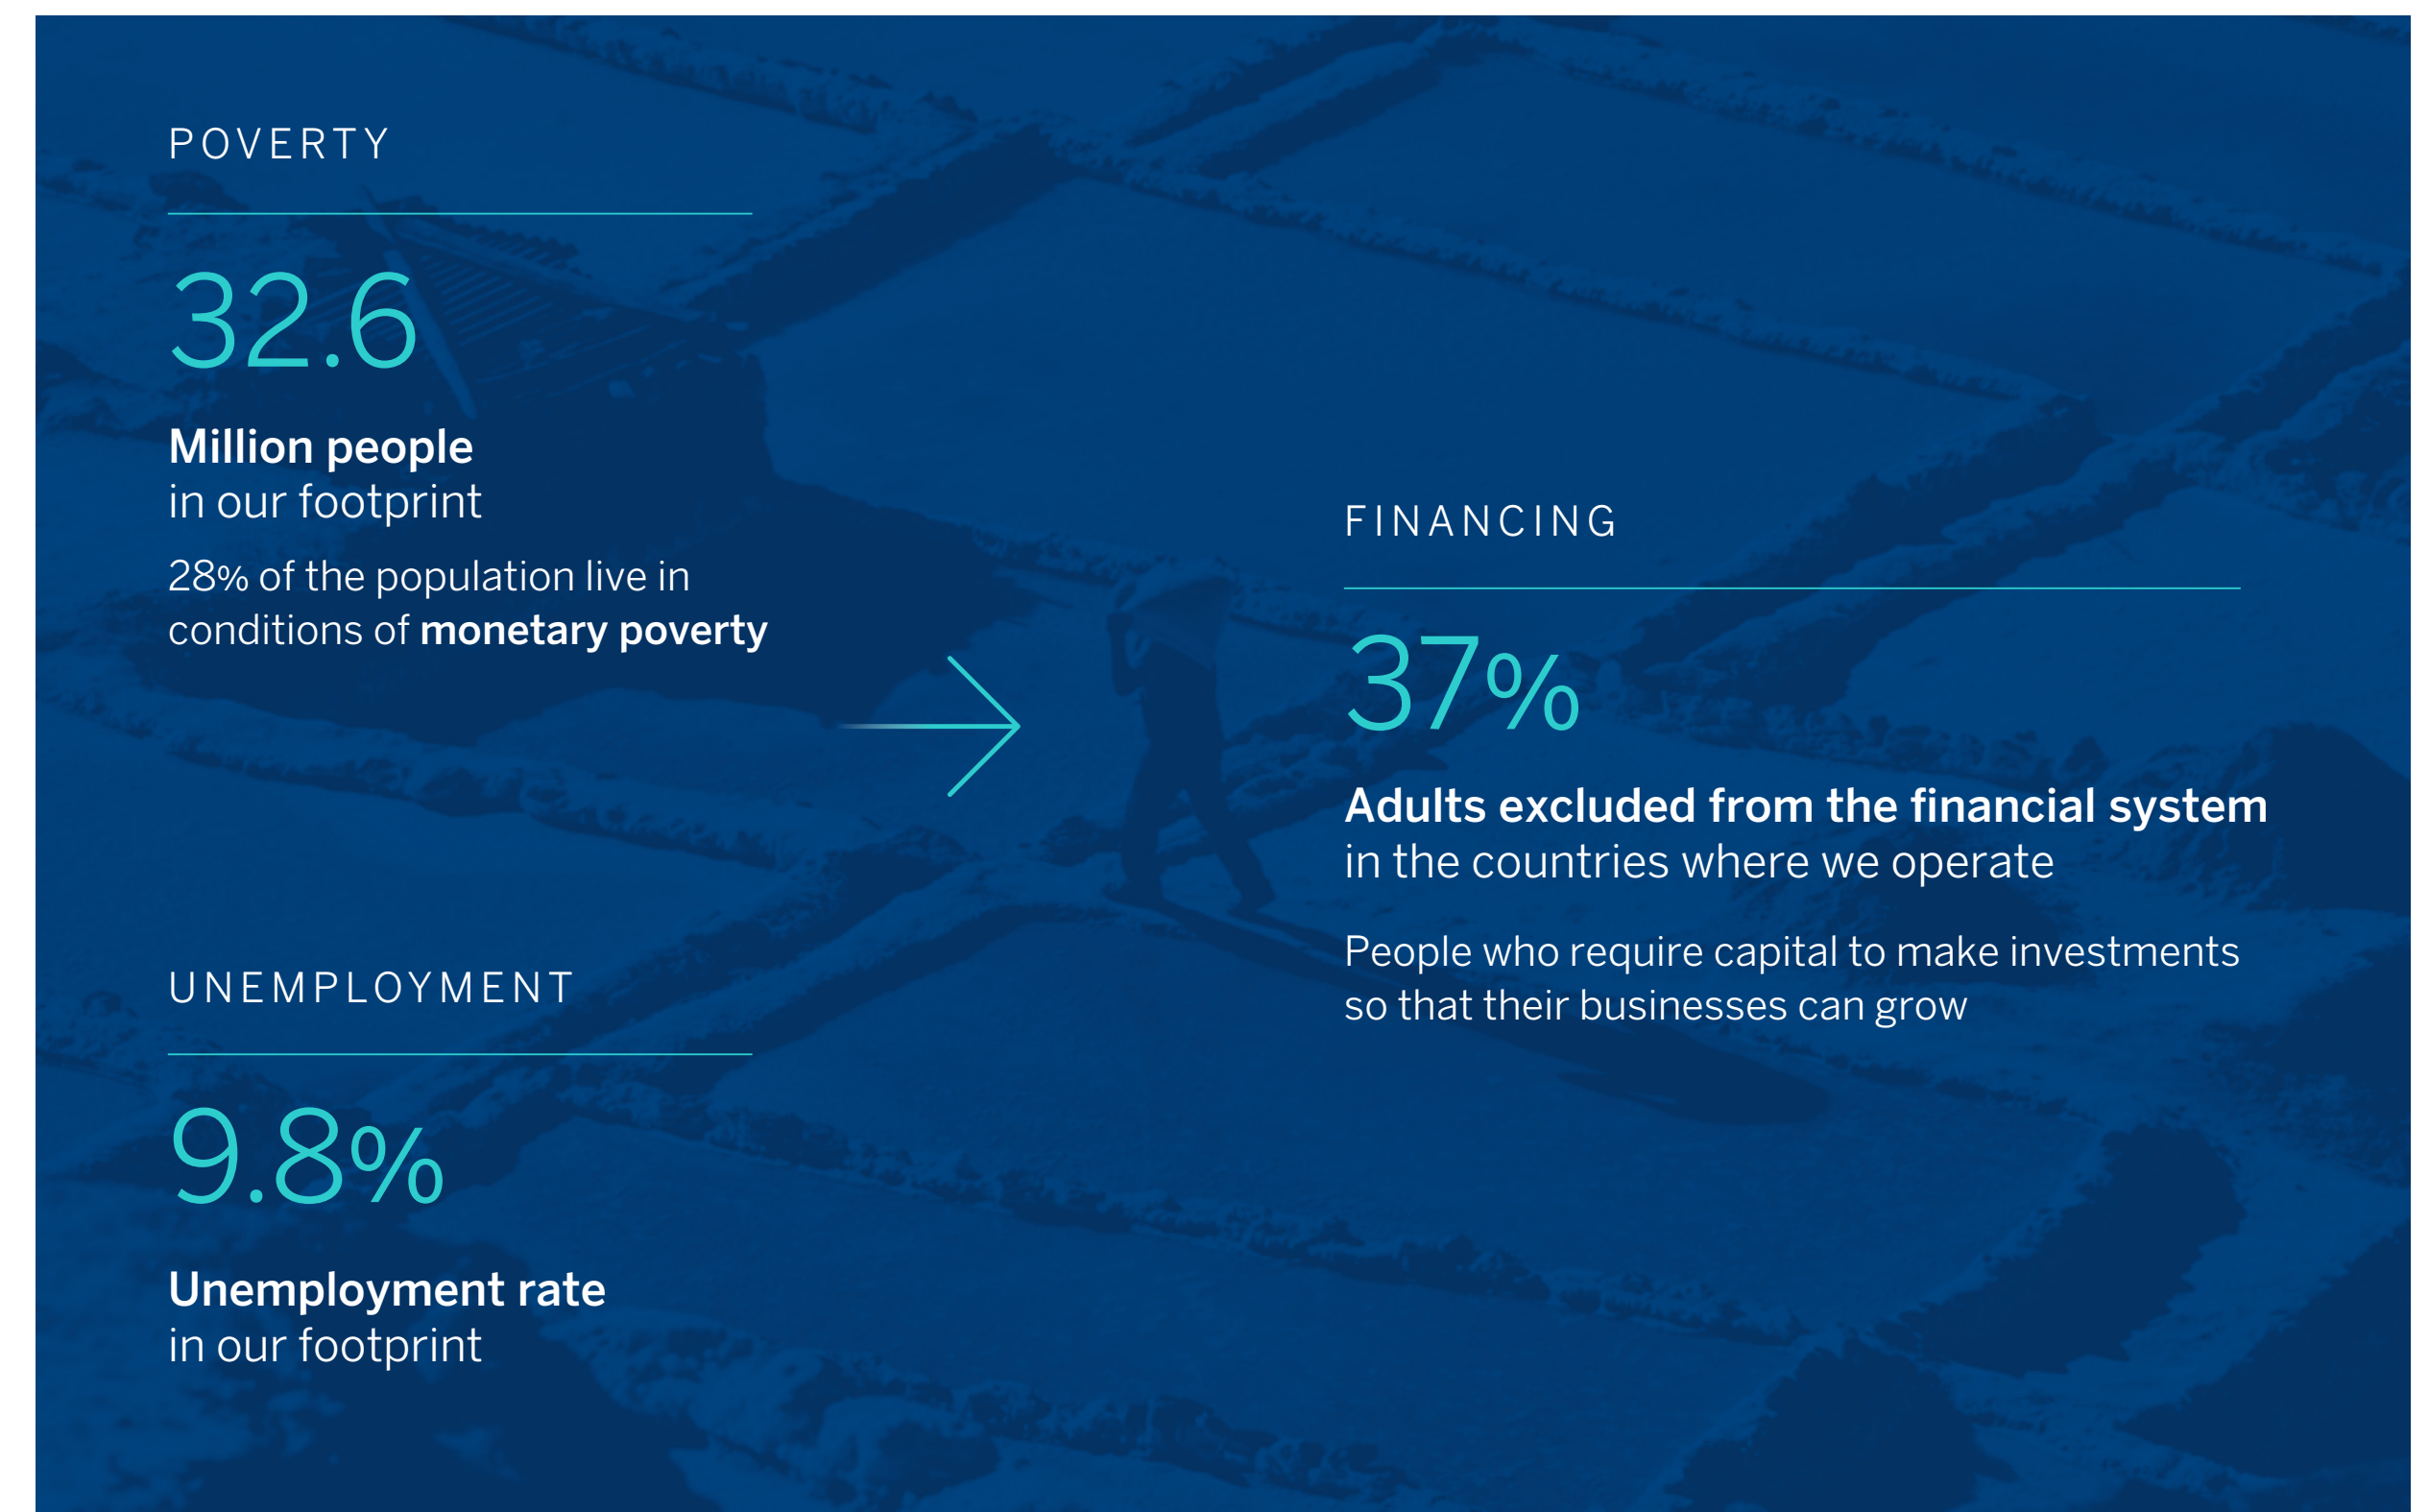 POVERTY
32.6
Million people
in our footprint
28% of the population live in
conditions of monetary poverty
UNEMPLOYMENT
9.8%
Unemployment rate
in our footprint
FINANCING
37%
Adults excluded from the financial system
in the countries where we operate
People who require capital to make investments
so that their businesses can grow